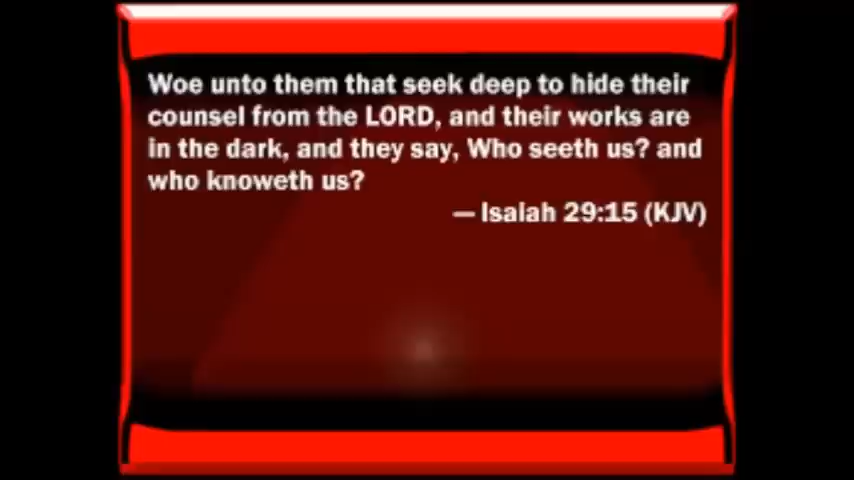 Woe unto them that seek deep to hide their
counsel from the LORD, and their works are
in the dark, and they say, Who seeth us? and
who knoweth us?
— Isaiah 29:15 (KJV)